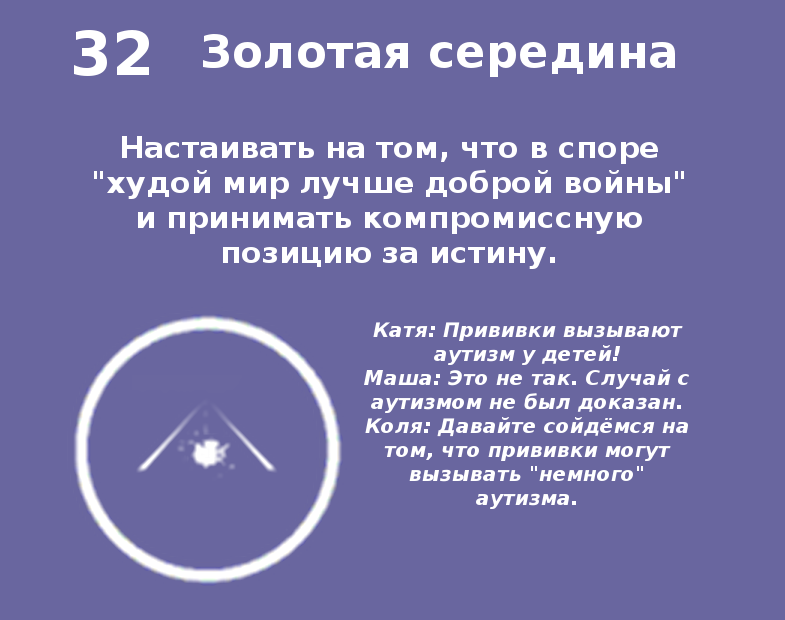 32 Золотая середина
Настаивать на том, что в споре
"худой мир лучше доброй войны"
и принимать компромиссную
позицию за истину.
Катя: Прививки вызывают
аутизм у детей!
Маша: Это не так. Случай с
аутизмом не был доказан.
Коля: Давайте сойдёмся на
том, что прививки могут
вызывать "немного"
аутизма.